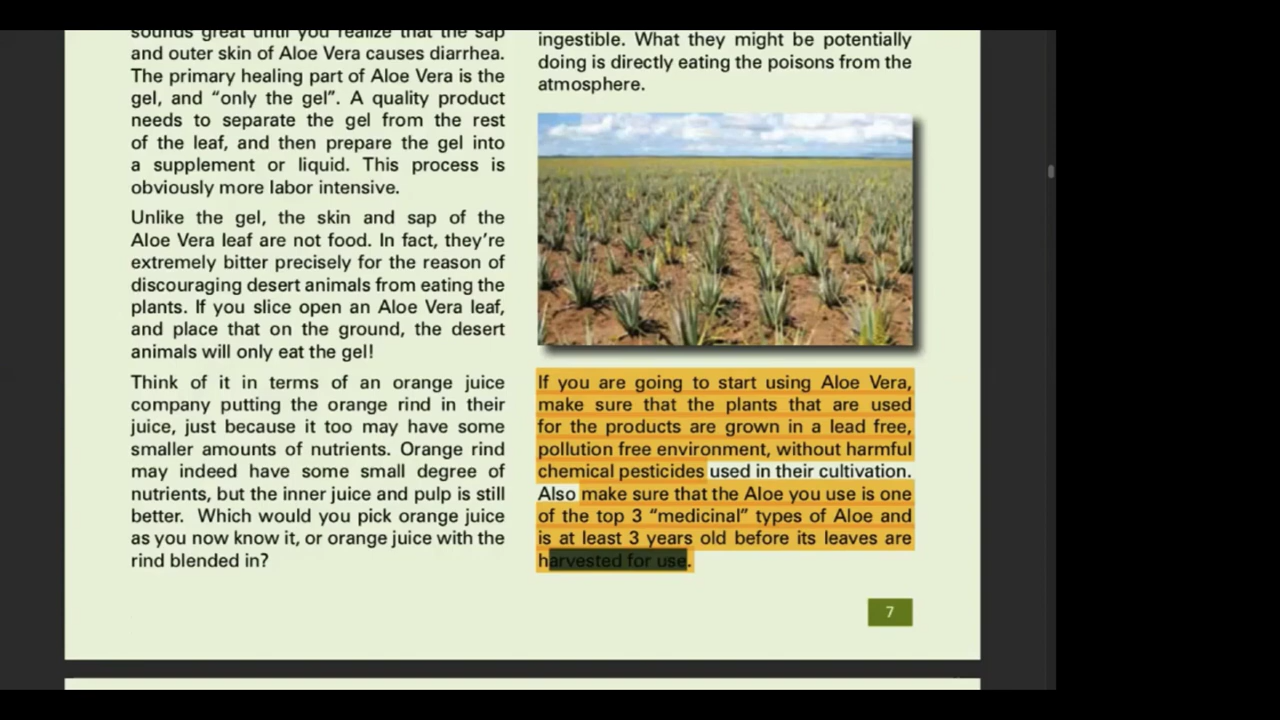 sounds great until you realize that the sap
and outer skin of Aloe Vera causes diarrhea.
The primary healing part of Aloe Vera is the
gel, and “only the gel”. A quality product
needs to separate the gel from the rest
of the leaf, and then prepare the gel into
a supplement or liquid. This process is
obviously more labor intensive.
Unlike the gel, the skin and sap of the
Aloe Vera leaf are not food. In fact, they’re
extremely bitter precisely for the reason of
discouraging desert animals from eating the
plants. If you slice open an Aloe Vera leaf,
and place that on the ground, the desert
animals will only eat the gel!
Think of it in terms of an orange juice
company putting the orange rind in their
juice, just because it too may have some
smaller amounts of nutrients. Orange rind
may indeed have some small degree of
nutrients, but the inner juice and pulp is still
better. Which would you pick orange juice
as you now know it, or orange juice with the
rind blended in?
ingestible. What they might be potentially
doing is directly eating the poisons from the
atmosphere.
If you are going to start using Aloe Vera,
make sure that the plants that are used
for the products are grown in a lead free,
pollution free environment, without harmful
chemical pesticides used in their cultivation.
Also make sure that the Aloe you use is one
of the top 3 “medicinal” types of Aloe and
is at least 3 years old before its leaves are
harvested for use.
7